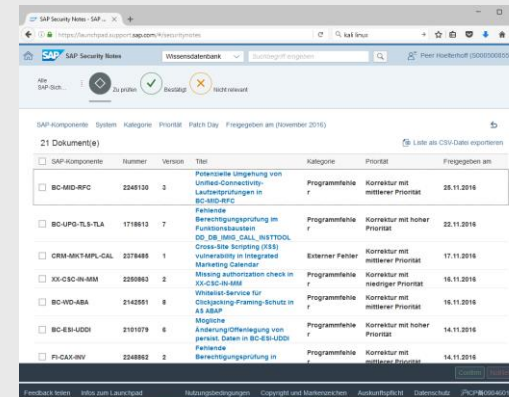 SAP Security Notes - SAP ...
https://launchpad.support.sap.com/#/securitynotes
kali linux
SAP SAP Security Notes
Wissensdatenbank
Suchbegriff eingeben
Peer Hoelterhoff
Alle
SAP-Sich...
Zu prüfen
Bestätigt
Nicht relevant
SAP-Komponente System Kategorie Priorität Patch Day Freigegeben am (November 2016)
21 Dokument(e)
Liste als CSV-Datei exportieren
SAP-Komponente Nummer Version Titel Kategorie Priorität Freigegeben am
BC-MID-RFC 2245130 3 Potenzielle Umgehung von Unified-Connectivity-Laufzeitprüfungen in BC-MID-RFC Programmfehler Korrektur mit mittlerer Priorität 25.11.2016
BC-UPG-TLS-TLA 1718613 7 Fehlende Berechtigungsprüfung im Funktionsbaustein DD_DB_IMIG_CALL_INSTTOOL Programmfehler Korrektur mit hoher Priorität 22.11.2016
CRM-MKT-MPL-CAL 2378485 1 Cross-Site Scripting (XSS) vulnerability in Integrated Marketing Calendar Externer Fehler Korrektur mit mittlerer Priorität 17.11.2016
XX-CSC-IN-MM 2250863 2 Missing authorization check in XX-CSC-IN-MM Programmfehler Korrektur mit niedriger Priorität 16.11.2016
BC-WD-ABA 2142551 8 Whitelist-Service für Clickjacking-Framing-Schutz in AS ABAP Programmfehler Korrektur mit mittlerer Priorität 16.11.2016
BC-ESI-UDDI 2101079 6 Mögliche Änderung/Offenlegung von persist. Daten in BC-ESI-UDDI Programmfehler Korrektur mit hoher Priorität 14.11.2016
FI-CAX-INV 2248862 2 Fehlende Berechtigungsprüfung in Programmfehler Korrektur mit mittlerer Priorität 14.11.2016
Confirm
Feedback teilen Infos zum Launchpad Nutzungsbedingungen Copyright und Markenzeichen Auskunftspflicht Datenschutz